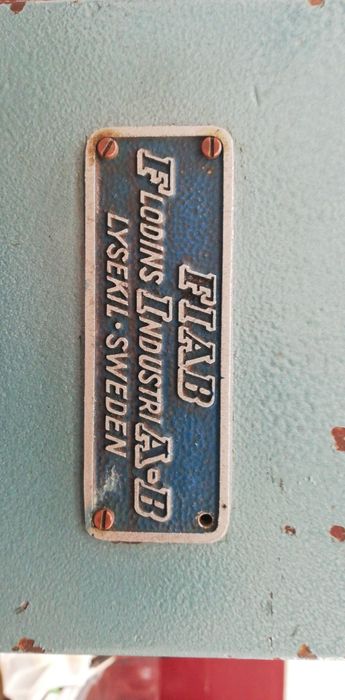 FIAB
FLODINS INDUSTRI A-B
LYSEKIL · SWEDEN